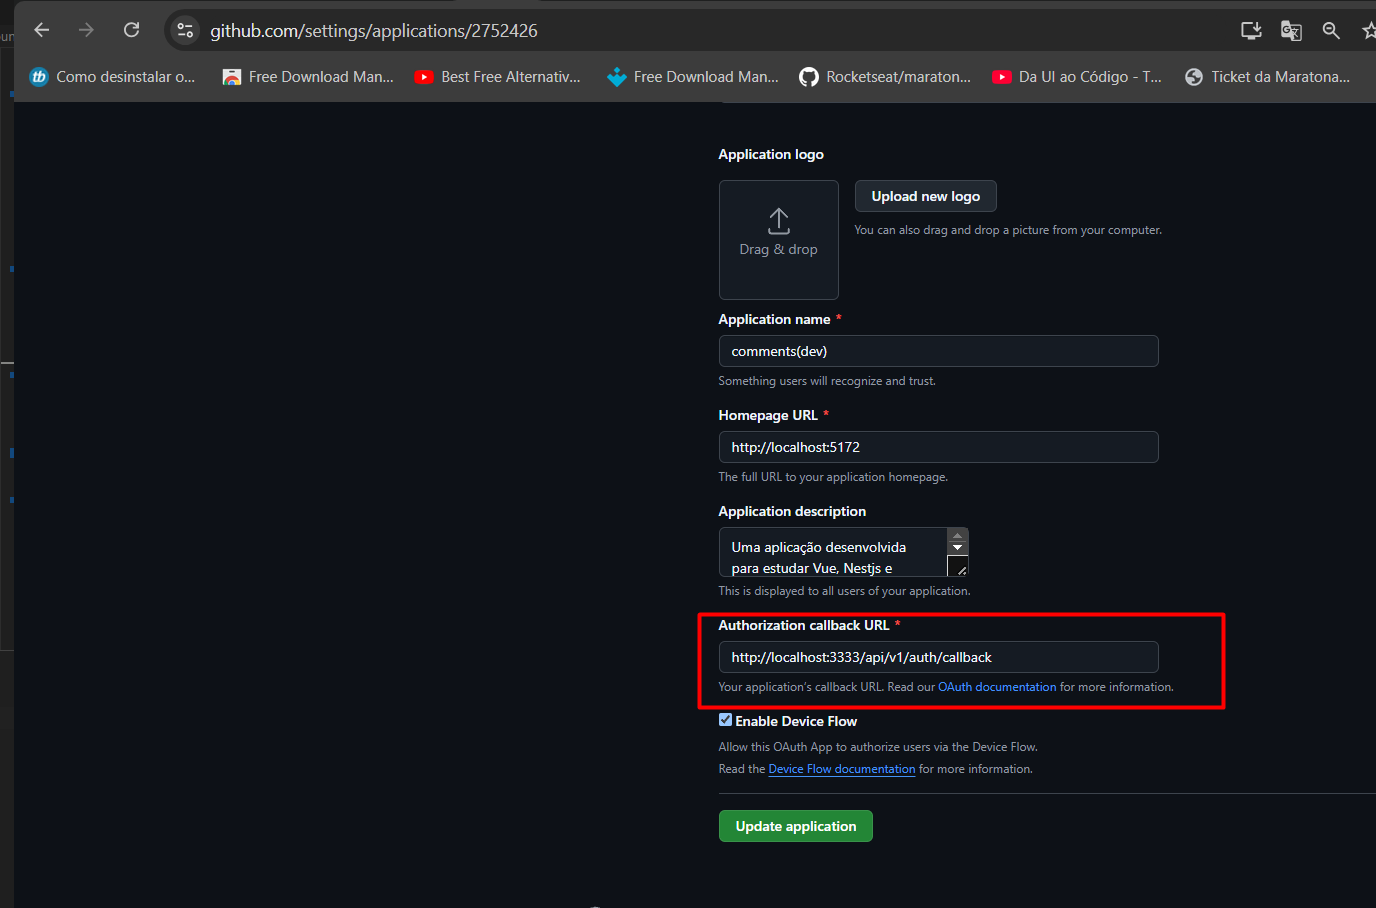 github.com/settings/applications/2752426
Como desinstalar o...
Free Download Man...
Best Free Alternativ...
Free Download Man...
Rocketseat/maraton...
Da UI ao Código - T...
Ticket da Maratona...
Application logo
Drag & drop
Upload new logo
You can also drag and drop a picture from your computer.
Application name *
comments(dev)
Something users will recognize and trust.
Homepage URL *
http://localhost:5172
The full URL to your application homepage.
Application description
Uma aplicação desenvolvida
para estudar Vue, Nestjs e
This is displayed to all users of your application.
Authorization callback URL *
http://localhost:3333/api/v1/auth/callback
Your application's callback URL. Read our OAuth documentation for more information.
Enable Device Flow
Allow this OAuth App to authorize users via the Device Flow.
Read the Device Flow documentation for more information.
Update application